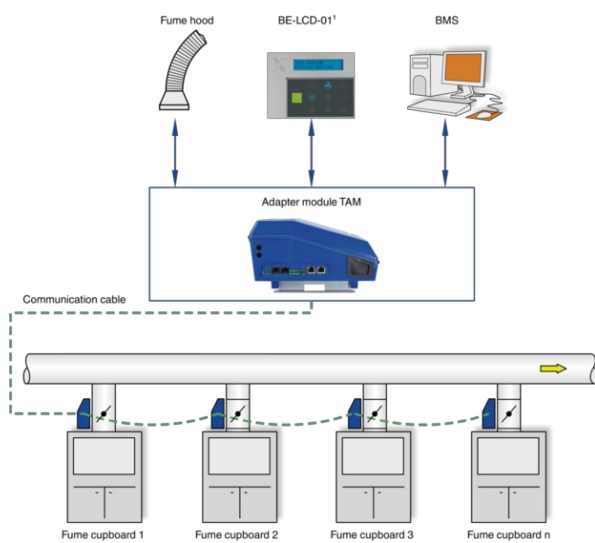 Fume hood
BE-LCD-01¹
BMS
Adapter module TAM
Communication cable
Fume cupboard 1
Fume cupboard 2
Fume cupboard 3
Fume cupboard n